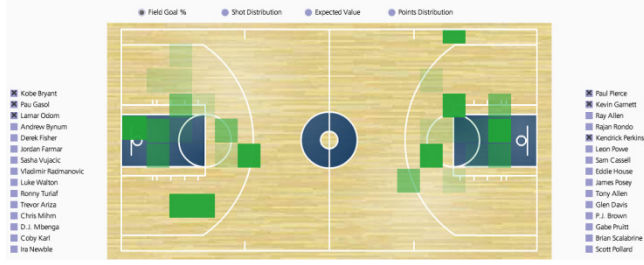 Field Goal % Shot Distribution Expected Value Points Distribution
Kobe Bryant
Pau Gasol
Lamar Odom
Andrew Bynum
Derek Fisher
Jordan Farmar
Sasha Vujacic
Vladimir Radmanovic
Luke Walton
Ronny Turiaf
Trevor Ariza
Chris Mihm
D.J. Mbenga
Coby Karl
Ira Newble
Paul Pierce
Kevin Garnett
Ray Allen
Rajan Rondo
Kendrick Perkins
Leon Powe
Sam Cassell
Eddie House
James Posey
Tony Allen
Glen Davis
P.J. Brown
Gabe Pruitt
Brian Scalabrine
Scott Pollard